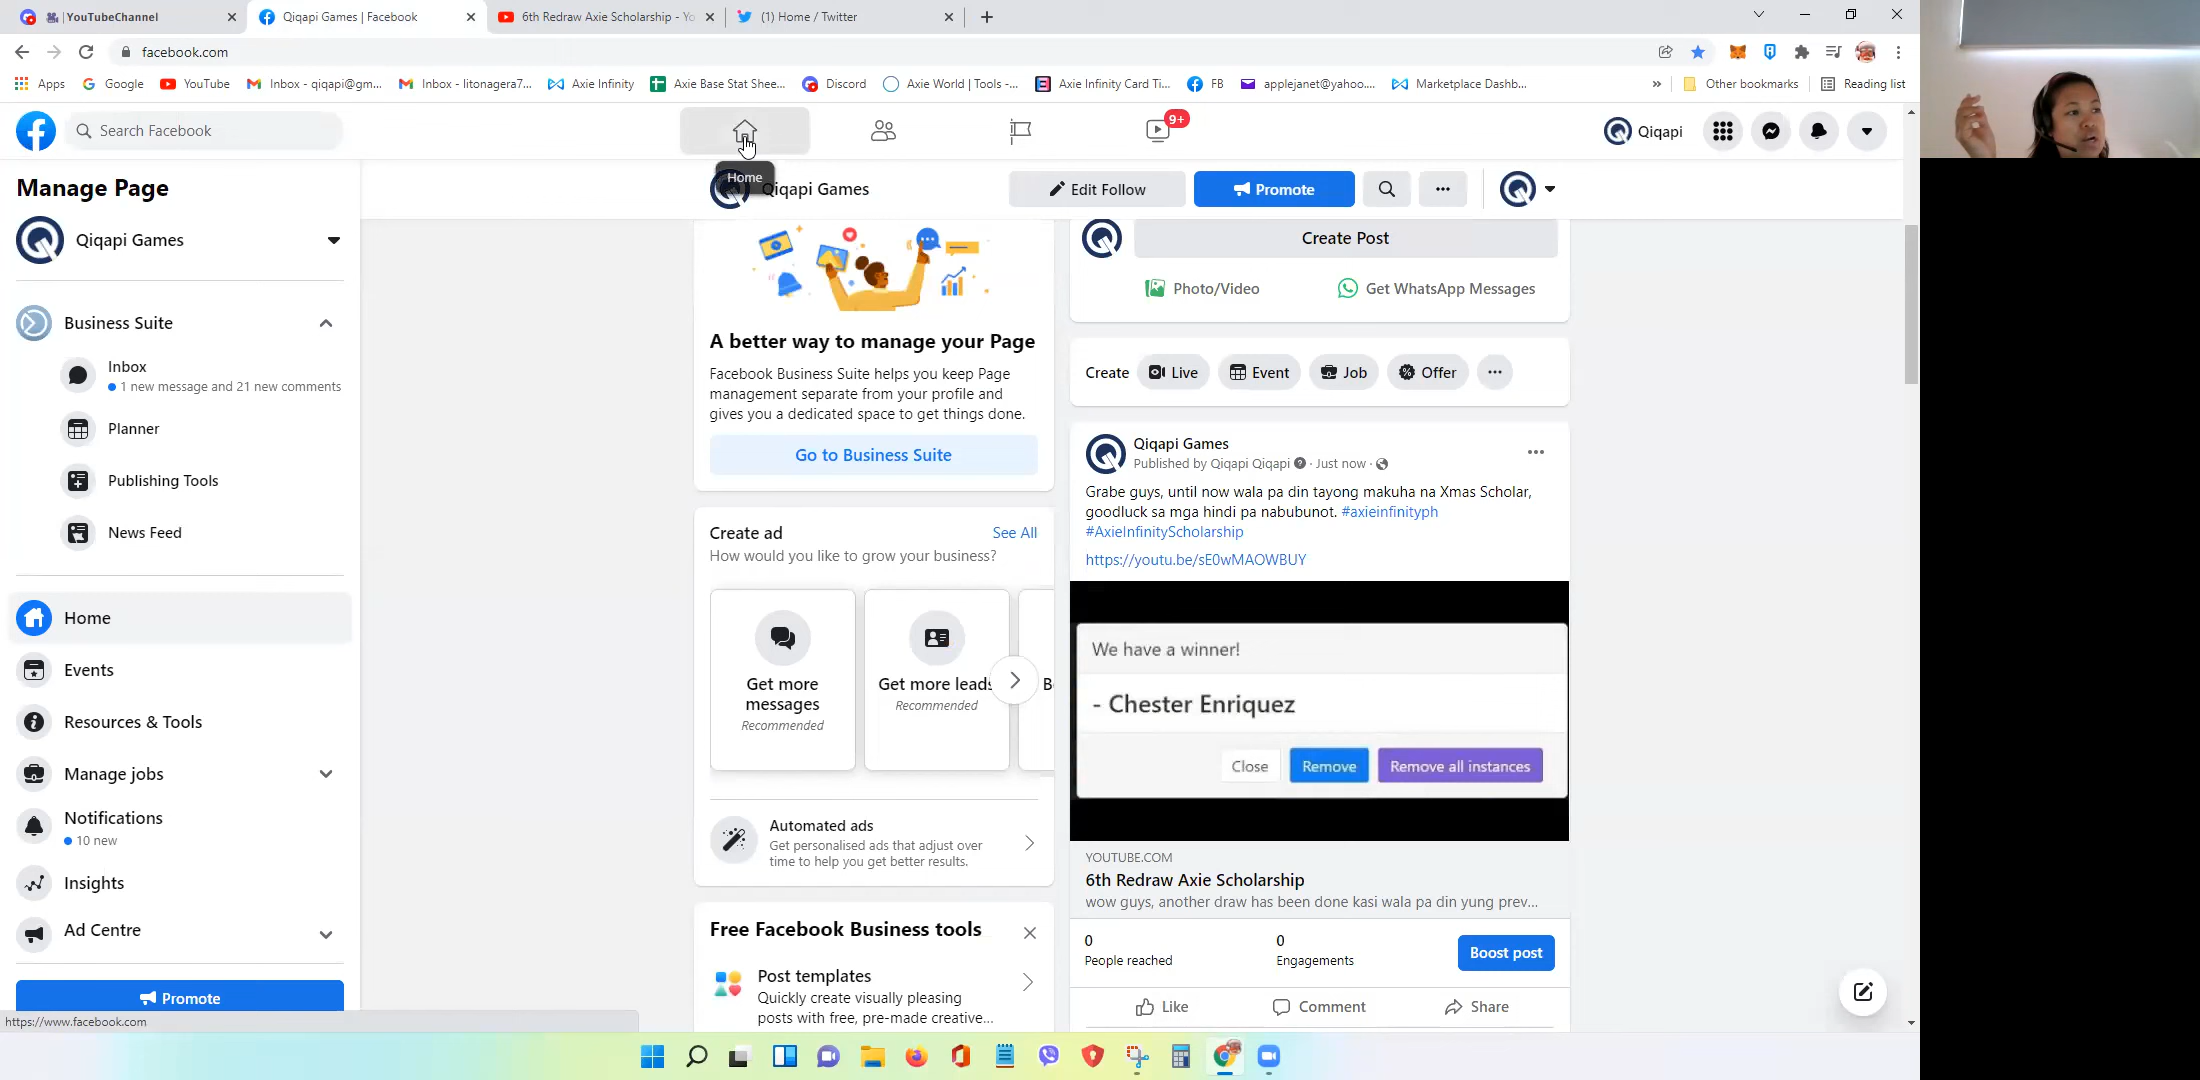 YouTubeChannel
Qiqapi Games | Facebook
6th Redraw Axie Scholarship - Yo
(1) Home / Twitter
facebook.com
Apps
Google
YouTube
Inbox - qiqapi@gm...
Inbox - litonagera7...
Axie Infinity
Axie Base Stat Shee...
Discord
Axie World | Tools -...
Axie Infinity Card Ti...
FB
applejanet@yahoo....
Marketplace Dashb...
»
Other bookmarks
Reading list
Search Facebook
9+
Qiqapi
Manage Page
Qiqapi Games
Business Suite
Inbox
1 new message and 21 new comments
Planner
Publishing Tools
News Feed
Home
Events
Resources & Tools
Manage jobs
Notifications
10 new
Insights
Ad Centre
Promote
https://www.facebook.com
Home
Qiqapi Games
Edit Follow
Promote
A better way to manage your Page
Facebook Business Suite helps you keep Page
management separate from your profile and
gives you a dedicated space to get things done.
Go to Business Suite
Create ad
See All
How would you like to grow your business?
Get more
messages
Recommended
Get more leads
Recommended
B
Automated ads
Get personalised ads that adjust over
time to help you get better results.
Free Facebook Business tools
Post templates
Quickly create visually pleasing
posts with free, pre-made creative...
Create Post
Photo/Video
Get WhatsApp Messages
Create
Live
Event
Job
Offer
Qiqapi Games
Published by Qiqapi Qiqapi · Just now ·
Grabe guys, until now wala pa din tayong makuha na Xmas Scholar,
goodluck sa mga hindi pa nabubunot. #axieinfinityph
#AxieInfinityScholarship
https://youtu.be/sE0wMAOWBUY
We have a winner!
- Chester Enriquez
Close
Remove
Remove all instances
YOUTUBE.COM
6th Redraw Axie Scholarship
wow guys, another draw has been done kasi wala pa din yung prev...
0
People reached
0
Engagements
Boost post
Like
Comment
Share